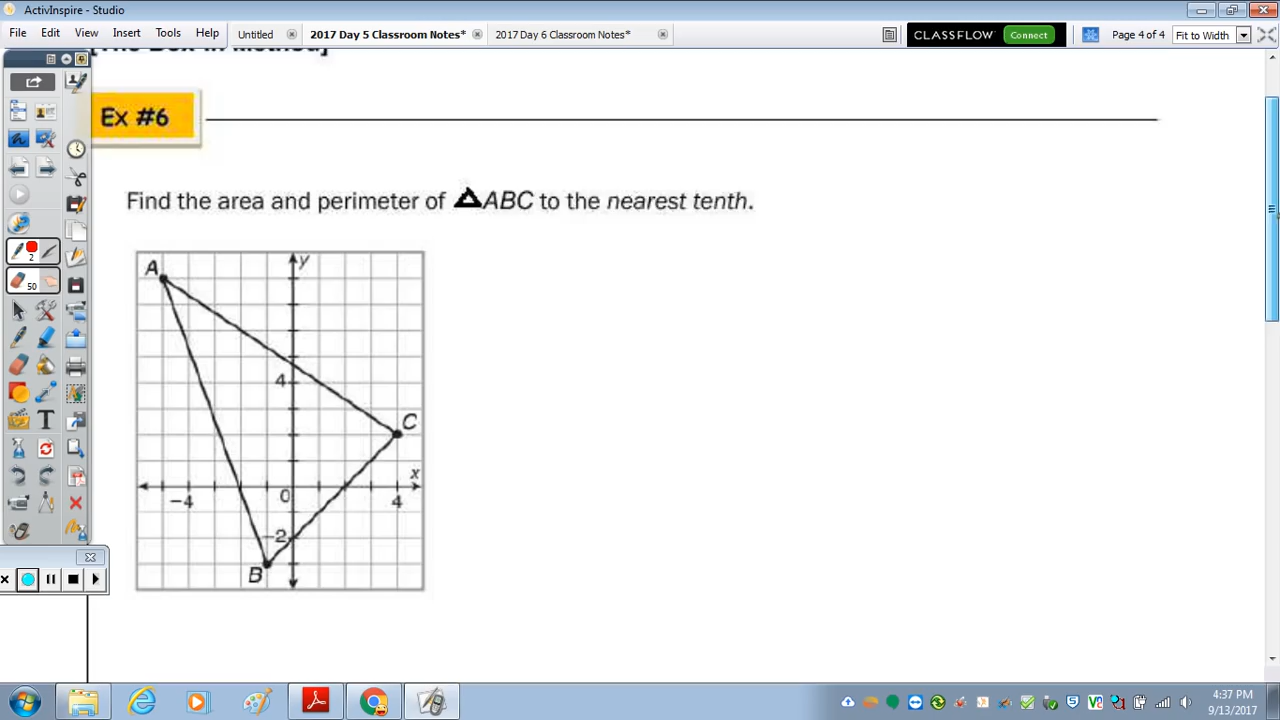 ActivInspire - Studio
File Edit View Insert Tools Help
Untitled
2017 Day 5 Classroom Notes*
2017 Day 6 Classroom Notes*
CLASSFLOW Connect
Page 4 of 4
Fit to Width
Ex #6
Find the area and perimeter of ABC to the nearest tenth.
A
y
4
C
x
-4
0
4
-2
B
2
50
4:37 PM
9/13/2017